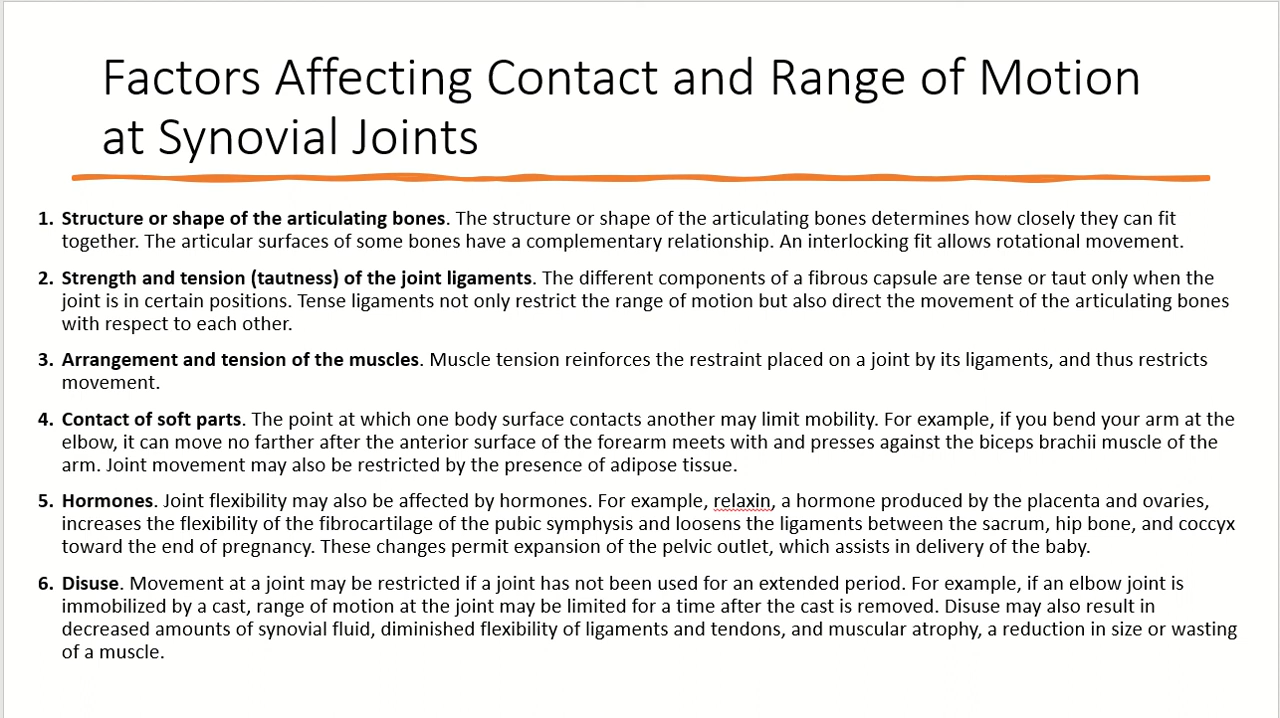 Factors Affecting Contact and Range of Motion
at Synovial Joints
1. Structure or shape of the articulating bones. The structure or shape of the articulating bones determines how closely they can fit
together. The articular surfaces of some bones have a complementary relationship. An interlocking fit allows rotational movement.
2. Strength and tension (tautness) of the joint ligaments. The different components of a fibrous capsule are tense or taut only when the
joint is in certain positions. Tense ligaments not only restrict the range of motion but also direct the movement of the articulating bones
with respect to each other.
3. Arrangement and tension of the muscles. Muscle tension reinforces the restraint placed on a joint by its ligaments, and thus restricts
movement.
4. Contact of soft parts. The point at which one body surface contacts another may limit mobility. For example, if you bend your arm at the
elbow, it can move no farther after the anterior surface of the forearm meets with and presses against the biceps brachii muscle of the
arm. Joint movement may also be restricted by the presence of adipose tissue.
5. Hormones. Joint flexibility may also be affected by hormones. For example, relaxin, a hormone produced by the placenta and ovaries,
increases the flexibility of the fibrocartilage of the pubic symphysis and loosens the ligaments between the sacrum, hip bone, and coccyx
toward the end of pregnancy. These changes permit expansion of the pelvic outlet, which assists in delivery of the baby.
6. Disuse. Movement at a joint may be restricted if a joint has not been used for an extended period. For example, if an elbow joint is
immobilized by a cast, range of motion at the joint may be limited for a time after the cast is removed. Disuse may also result in
decreased amounts of synovial fluid, diminished flexibility of ligaments and tendons, and muscular atrophy, a reduction in size or wasting
of a muscle.